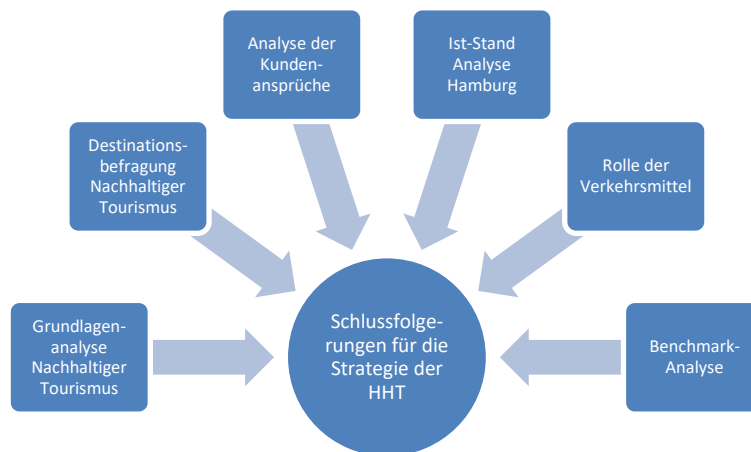 Analyse der
Kunden-
ansprüche
Ist-Stand
Analyse
Hamburg
Destinations-
befragung
Nachhaltiger
Tourismus
Rolle der
Verkehrsmittel
Grundlagen-
analyse
Nachhaltiger
Tourismus
Schlussfolge-
rungen für die
Strategie der
HHT
Benchmark-
Analyse